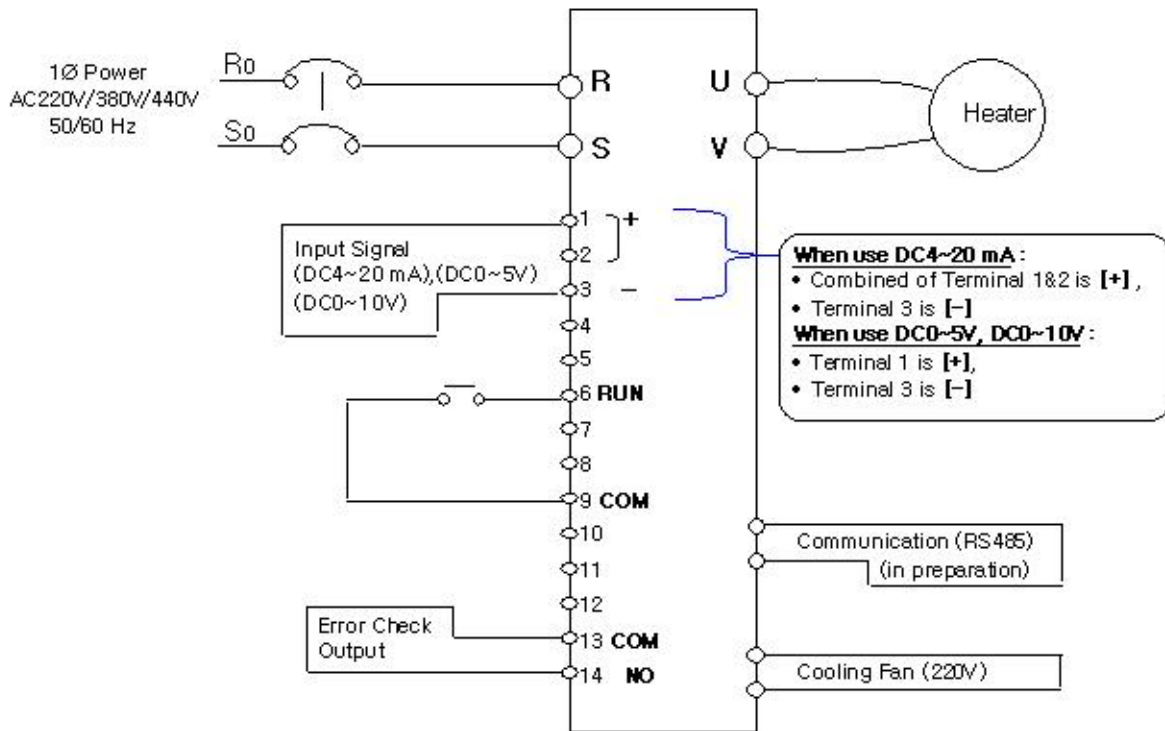 1Ø Power
AC220V/380V/440V
50/60 Hz
Ro
So
R
S
U
V
Heater
1 +
2
3 −
4
5
6 RUN
7
8
9 COM
10
11
12
13 COM
14 NO
Input Signal
(DC4~20 mA),(DC0~5V)
(DC0~10V)
Error Check
Output
When use DC4~20 mA :
• Combined of Terminal 1&2 is [+] ,
• Terminal 3 is [−]
When use DC0~5V, DC0~10V :
• Terminal 1 is [+],
• Terminal 3 is [−]
Communication (RS485)
(in preparation)
Cooling Fan (220V)